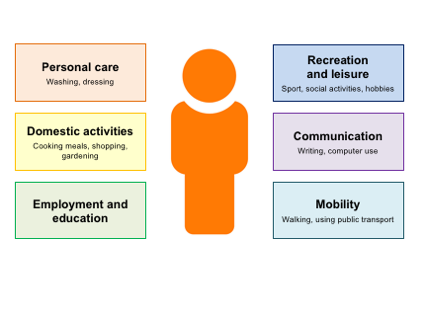 Personal care
Washing, dressing
Domestic activities
Cooking meals, shopping,
gardening
Employment and
education
Recreation
and leisure
Sport, social activities, hobbies
Communication
Writing, computer use
Mobility
Walking, using public transport